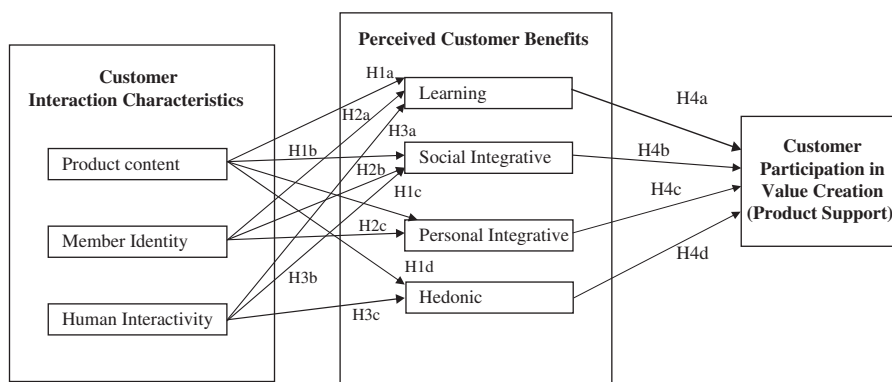 Customer
Interaction Characteristics
Product content
Member Identity
Human Interactivity
H1a
H2a
H3a
H1b
H2b
H1c
H2c
H1d
H3b
H3c
Perceived Customer Benefits
Learning
Social Integrative
Personal Integrative
Hedonic
H4a
H4b
H4c
H4d
Customer
Participation in
Value Creation
(Product Support)